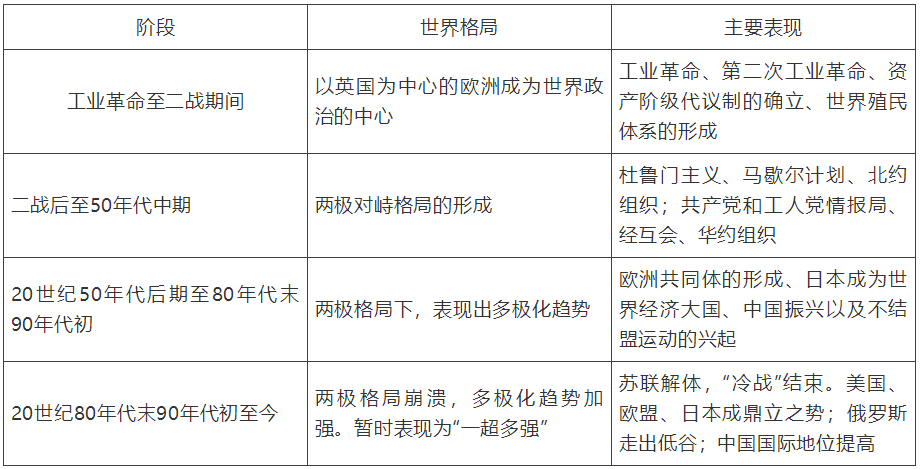 阶段
世界格局
主要表现
工业革命至二战期间
以英国为中心的欧洲成为世界政
治的中心
工业革命、第二次工业革命、资
产阶级代议制的确立、世界殖民
体系的形成
二战后至50年代中期
两极对峙格局的形成
杜鲁门主义、马歇尔计划、北约
组织；共产党和工人党情报局、
经互会、华约组织
20世纪50年代后期至80年代末
90年代初
两极格局下，表现出多极化趋势
欧洲共同体的形成、日本成为世
界经济大国、中国振兴以及不结
盟运动的兴起
20世纪80年代末90年代初至今
两极格局崩溃，多极化趋势加
强。暂时表现为“一超多强”
苏联解体，“冷战”结束。美国、
欧盟、日本成鼎立之势；俄罗斯
走出低谷；中国国际地位提高